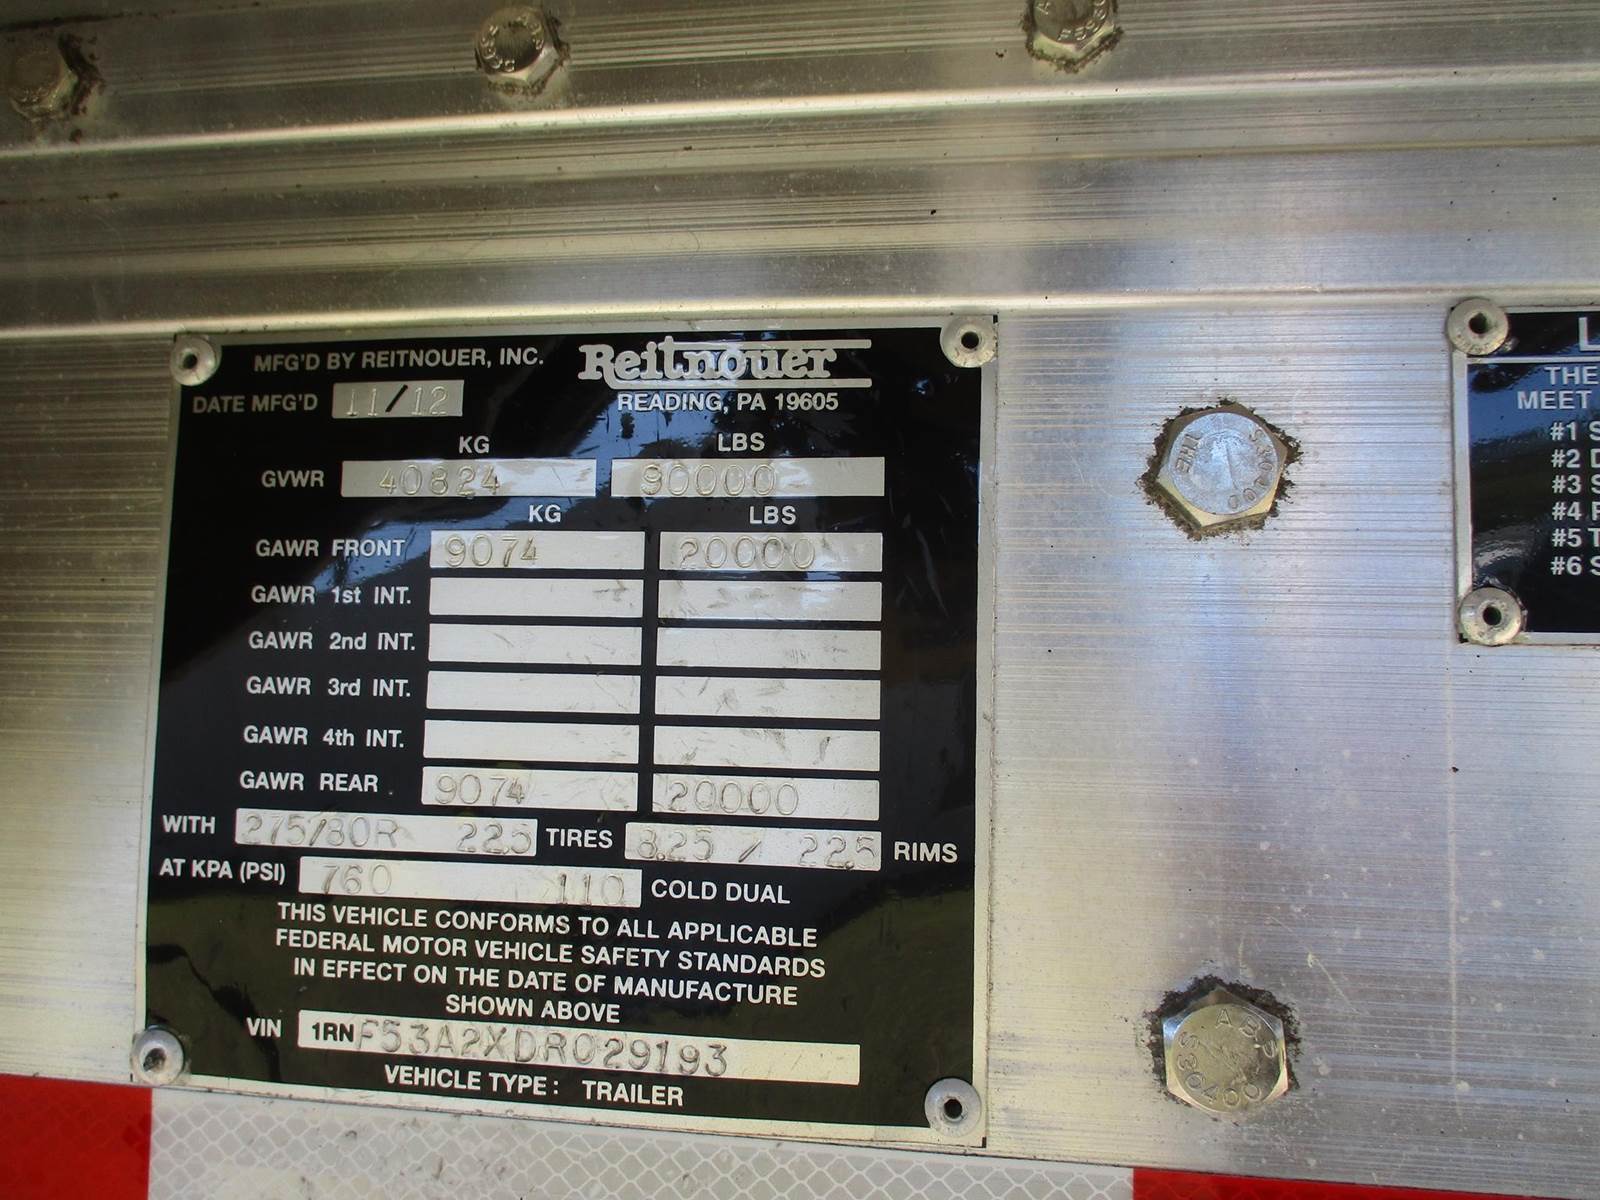 MFG'D BY REITNOUER, INC. Reitnouer
DATE MFG'D 11/12 READING, PA 19605
KG LBS
GVWR 40824 90000
KG LBS
GAWR FRONT 9074 20000
GAWR 1st INT.
GAWR 2nd INT.
GAWR 3rd INT.
GAWR 4th INT.
GAWR REAR 9074 20000
WITH 275/80R 22.5 TIRES 8.25 / 22.5 RIMS
AT KPA (PSI) 760 110 COLD DUAL
THIS VEHICLE CONFORMS TO ALL APPLICABLE
FEDERAL MOTOR VEHICLE SAFETY STANDARDS
IN EFFECT ON THE DATE OF MANUFACTURE
SHOWN ABOVE
VIN 1RNF53A2XDR029193
VEHICLE TYPE: TRAILER
THE
S30400
ABP
S30400
THE
MEET
#1 S
#2 D
#3 S
#4
#5 T
#6 S